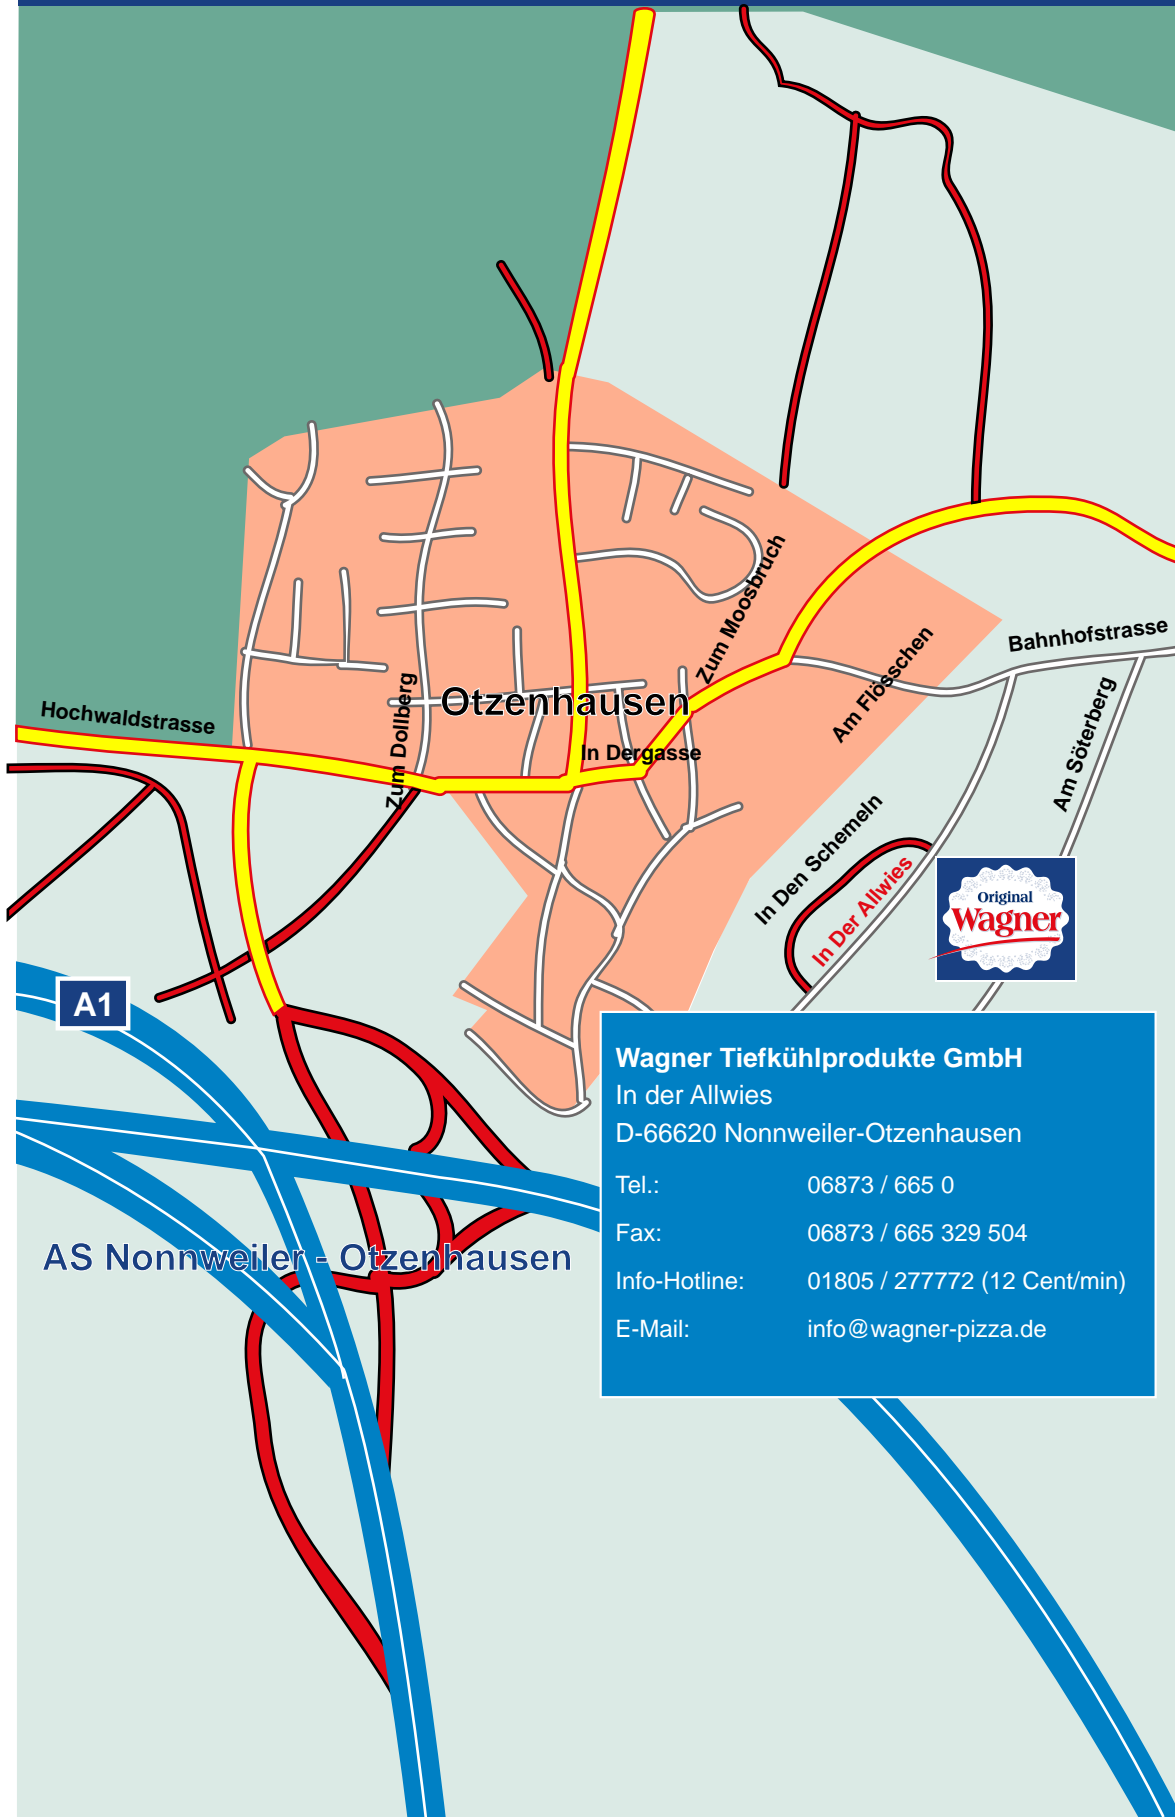 Zum Moosbruch
Bahnhofstrasse
Am Flösschen
Otzenhausen
Zum Dollberg
Hochwaldstrasse
In Dergasse
Am Söterberg
In Den Schemeln
In Der Allwies
Original
Wagner
A1
AS Nonnweiler - Otzenhausen
Wagner Tiefkühlprodukte GmbH
In der Allwies
D-66620 Nonnweiler-Otzenhausen
Tel.: 06873 / 665 0
Fax: 06873 / 665 329 504
Info-Hotline: 01805 / 277772 (12 Cent/min)
E-Mail: info@wagner-pizza.de